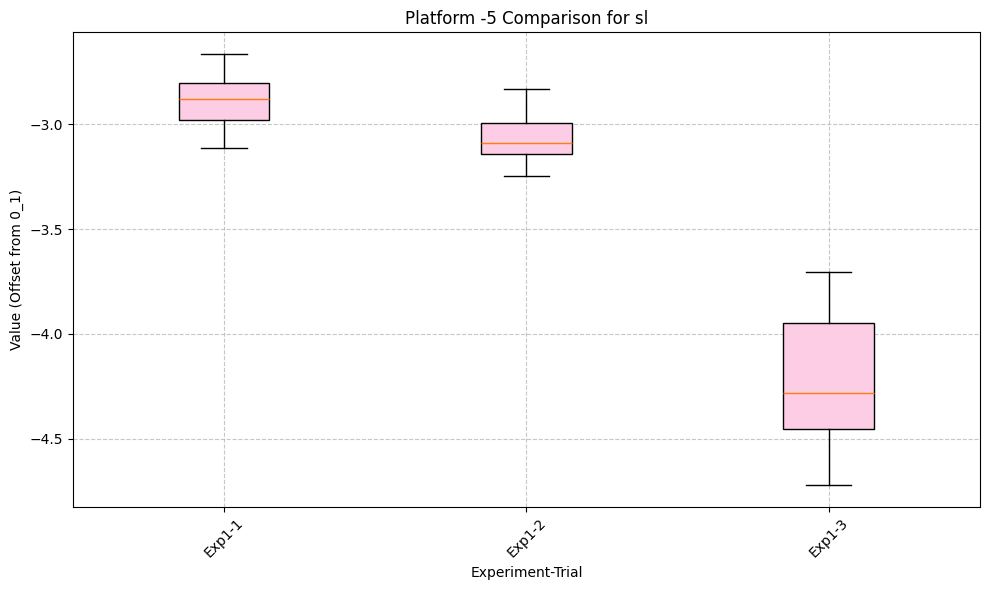 Platform -5 Comparison for sl
Value (Offset from 0_1)
−3.0
−3.5
−4.0
−4.5
Exp1-1
Exp1-2
Exp1-3
Experiment-Trial